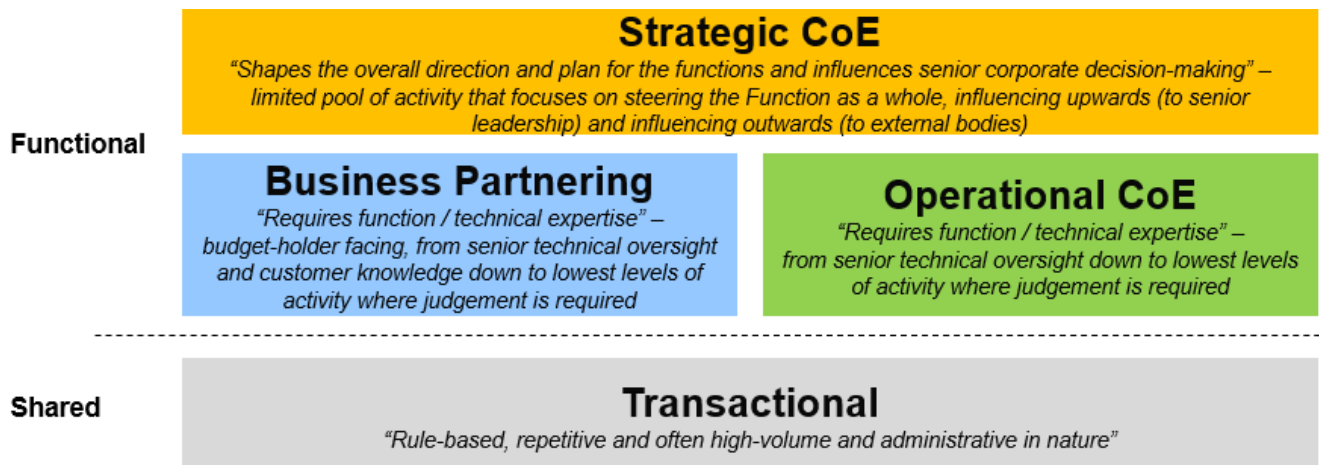 Strategic CoE
“Shapes the overall direction and plan for the functions and influences senior corporate decision-making” –
limited pool of activity that focuses on steering the Function as a whole, influencing upwards (to senior
leadership) and influencing outwards (to external bodies)
Functional
Business Partnering
“Requires function / technical expertise” –
budget-holder facing, from senior technical oversight
and customer knowledge down to lowest levels of
activity where judgement is required
Operational CoE
“Requires function / technical expertise” –
from senior technical oversight down to lowest levels
of activity where judgement is required
Shared
Transactional
“Rule-based, repetitive and often high-volume and administrative in nature”